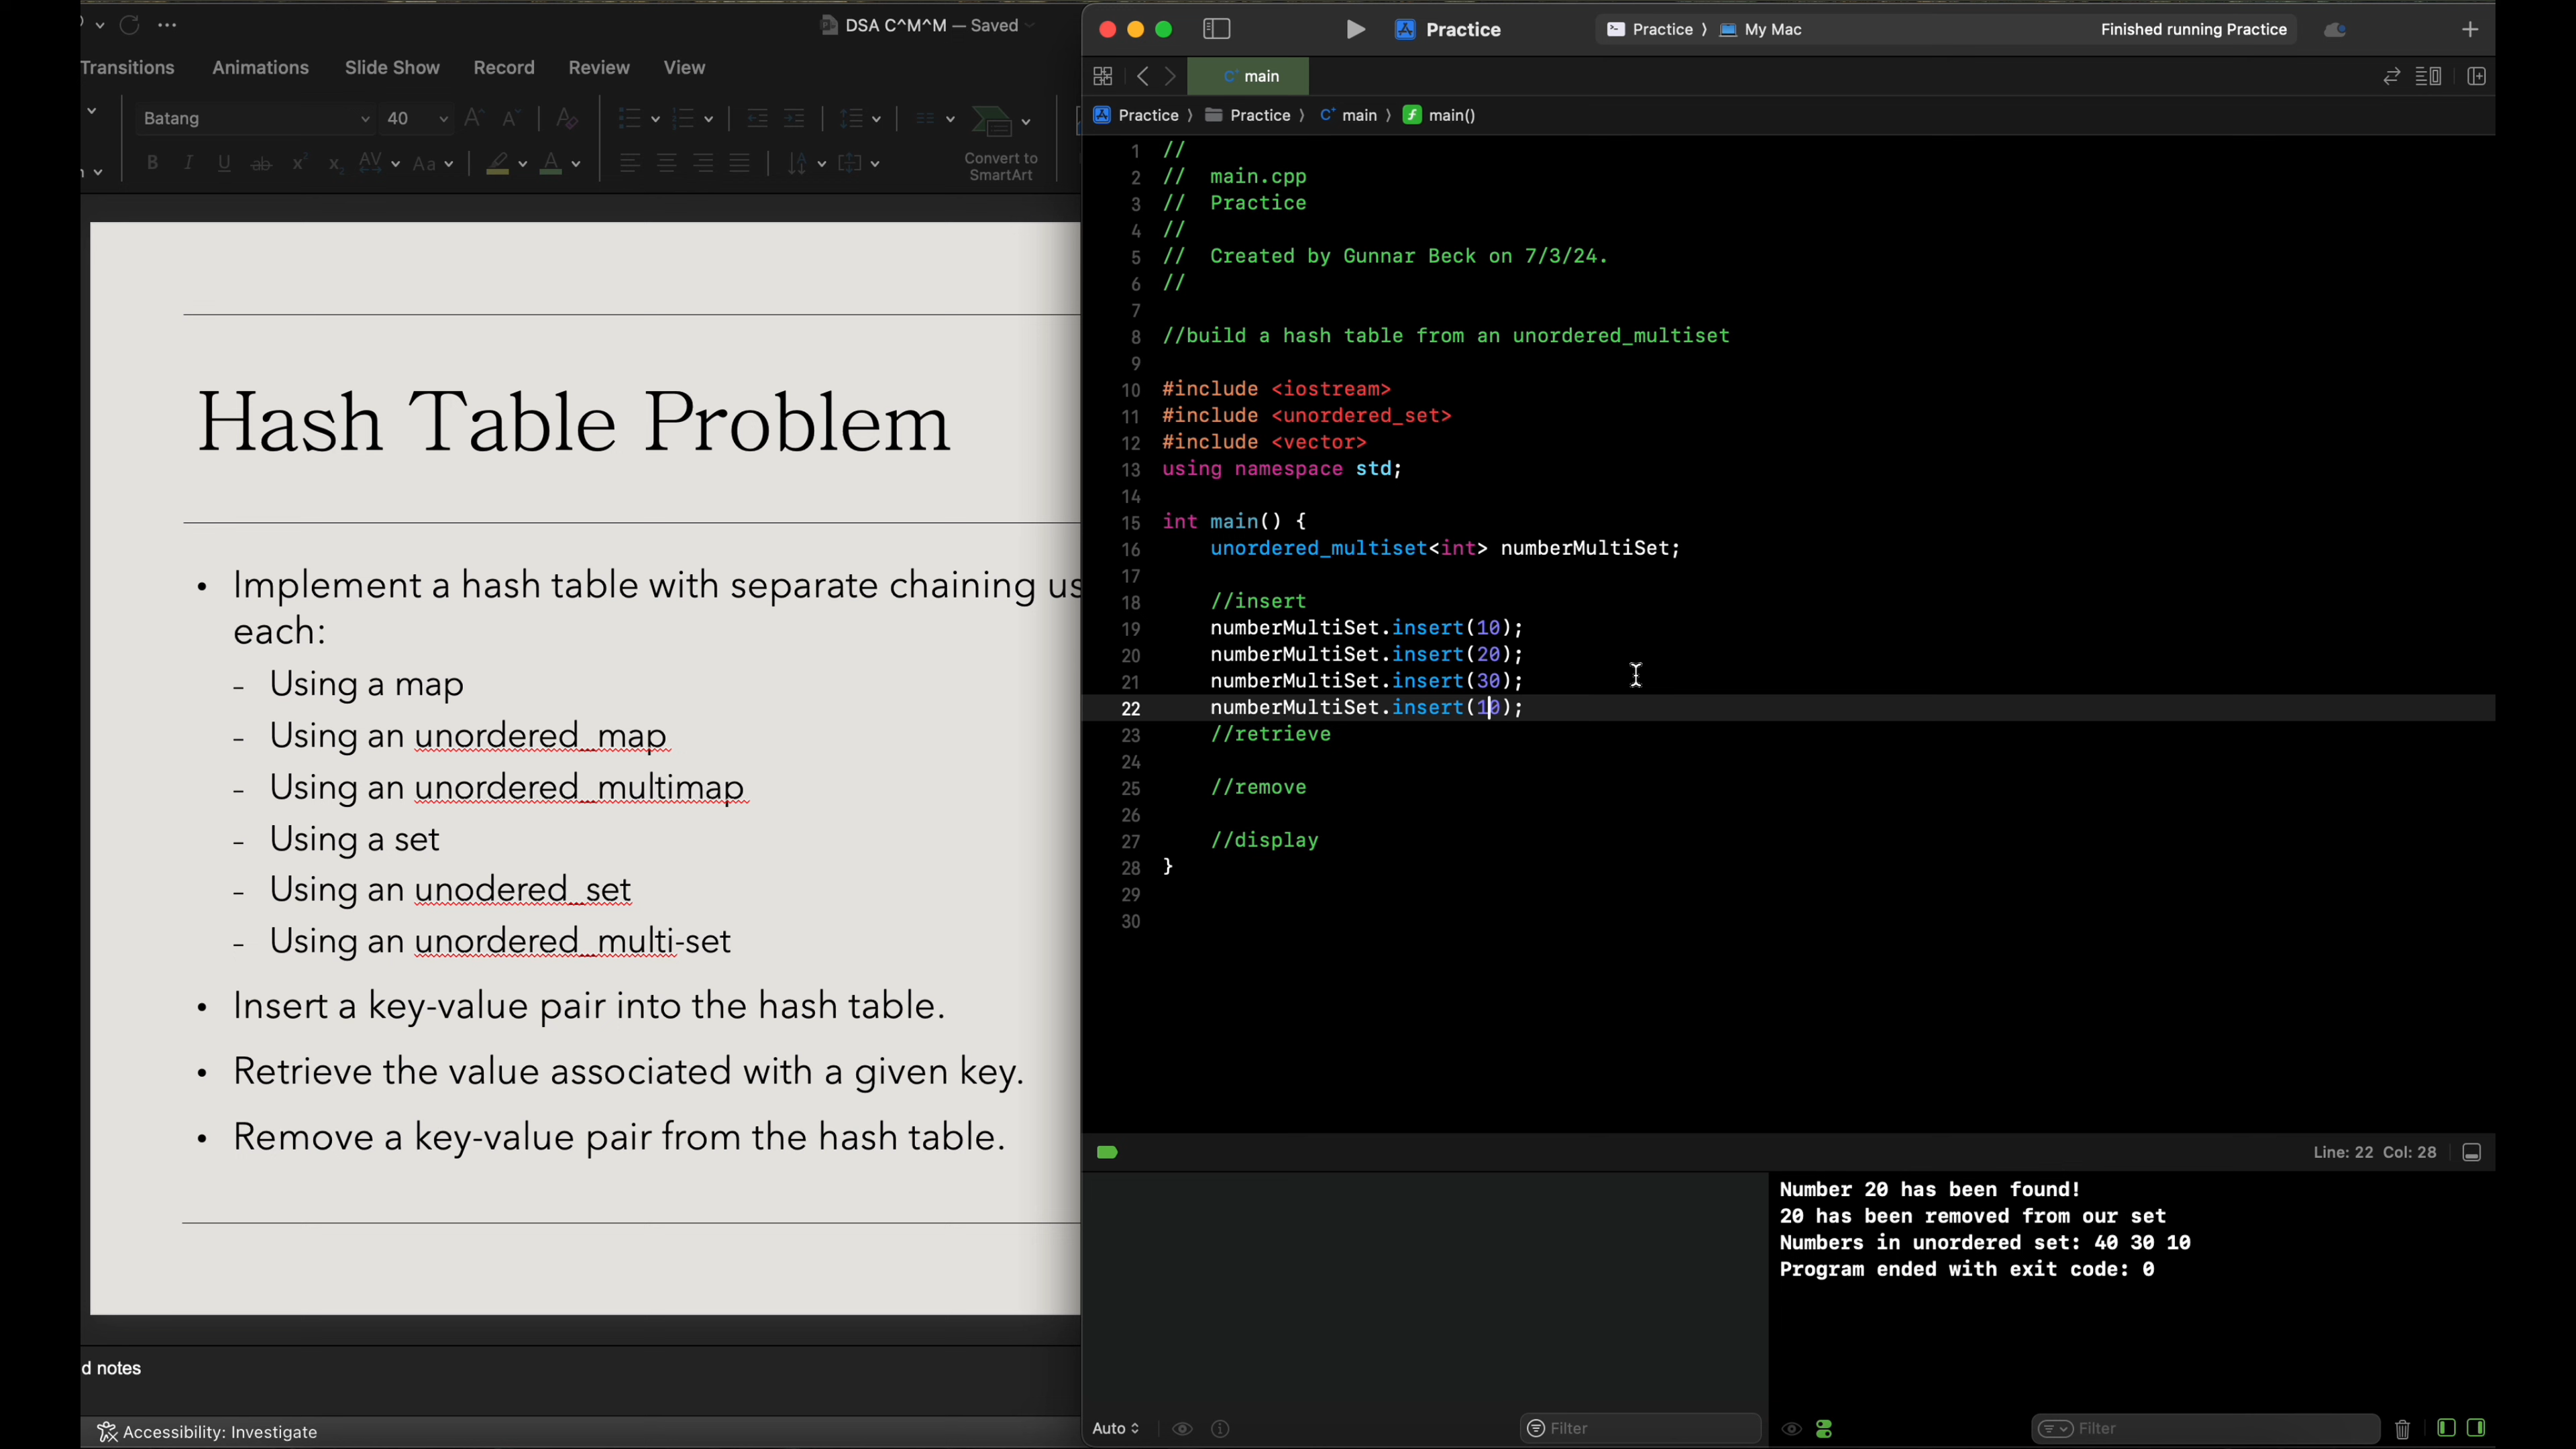 DSA C^M^M — Saved
Transitions Animations Slide Show Record Review View
Batang 40
Convert to
SmartArt
Hash Table Problem
• Implement a hash table with separate chaining us
each:
– Using a map
– Using an unordered_map
– Using an unordered_multimap
– Using a set
– Using an unodered_set
– Using an unordered_multi-set
• Insert a key-value pair into the hash table.
• Retrieve the value associated with a given key.
• Remove a key-value pair from the hash table.
d notes
Accessibility: Investigate
Practice
Practice ⟩ My Mac
Finished running Practice
main
Practice ⟩ Practice ⟩ main ⟩ main()
1 //
2 //  main.cpp
3 //  Practice
4 //
5 //  Created by Gunnar Beck on 7/3/24.
6 //
7
8 //build a hash table from an unordered_multiset
9
10 #include <iostream>
11 #include <unordered_set>
12 #include <vector>
13 using namespace std;
14
15 int main() {
16     unordered_multiset<int> numberMultiSet;
17
18     //insert
19     numberMultiSet.insert(10);
20     numberMultiSet.insert(20);
21     numberMultiSet.insert(30);
22     numberMultiSet.insert(10);
23     //retrieve
24
25     //remove
26
27     //display
28 }
29
30
Line: 22 Col: 28
Number 20 has been found!
20 has been removed from our set
Numbers in unordered set: 40 30 10
Program ended with exit code: 0
Auto Filter Filter